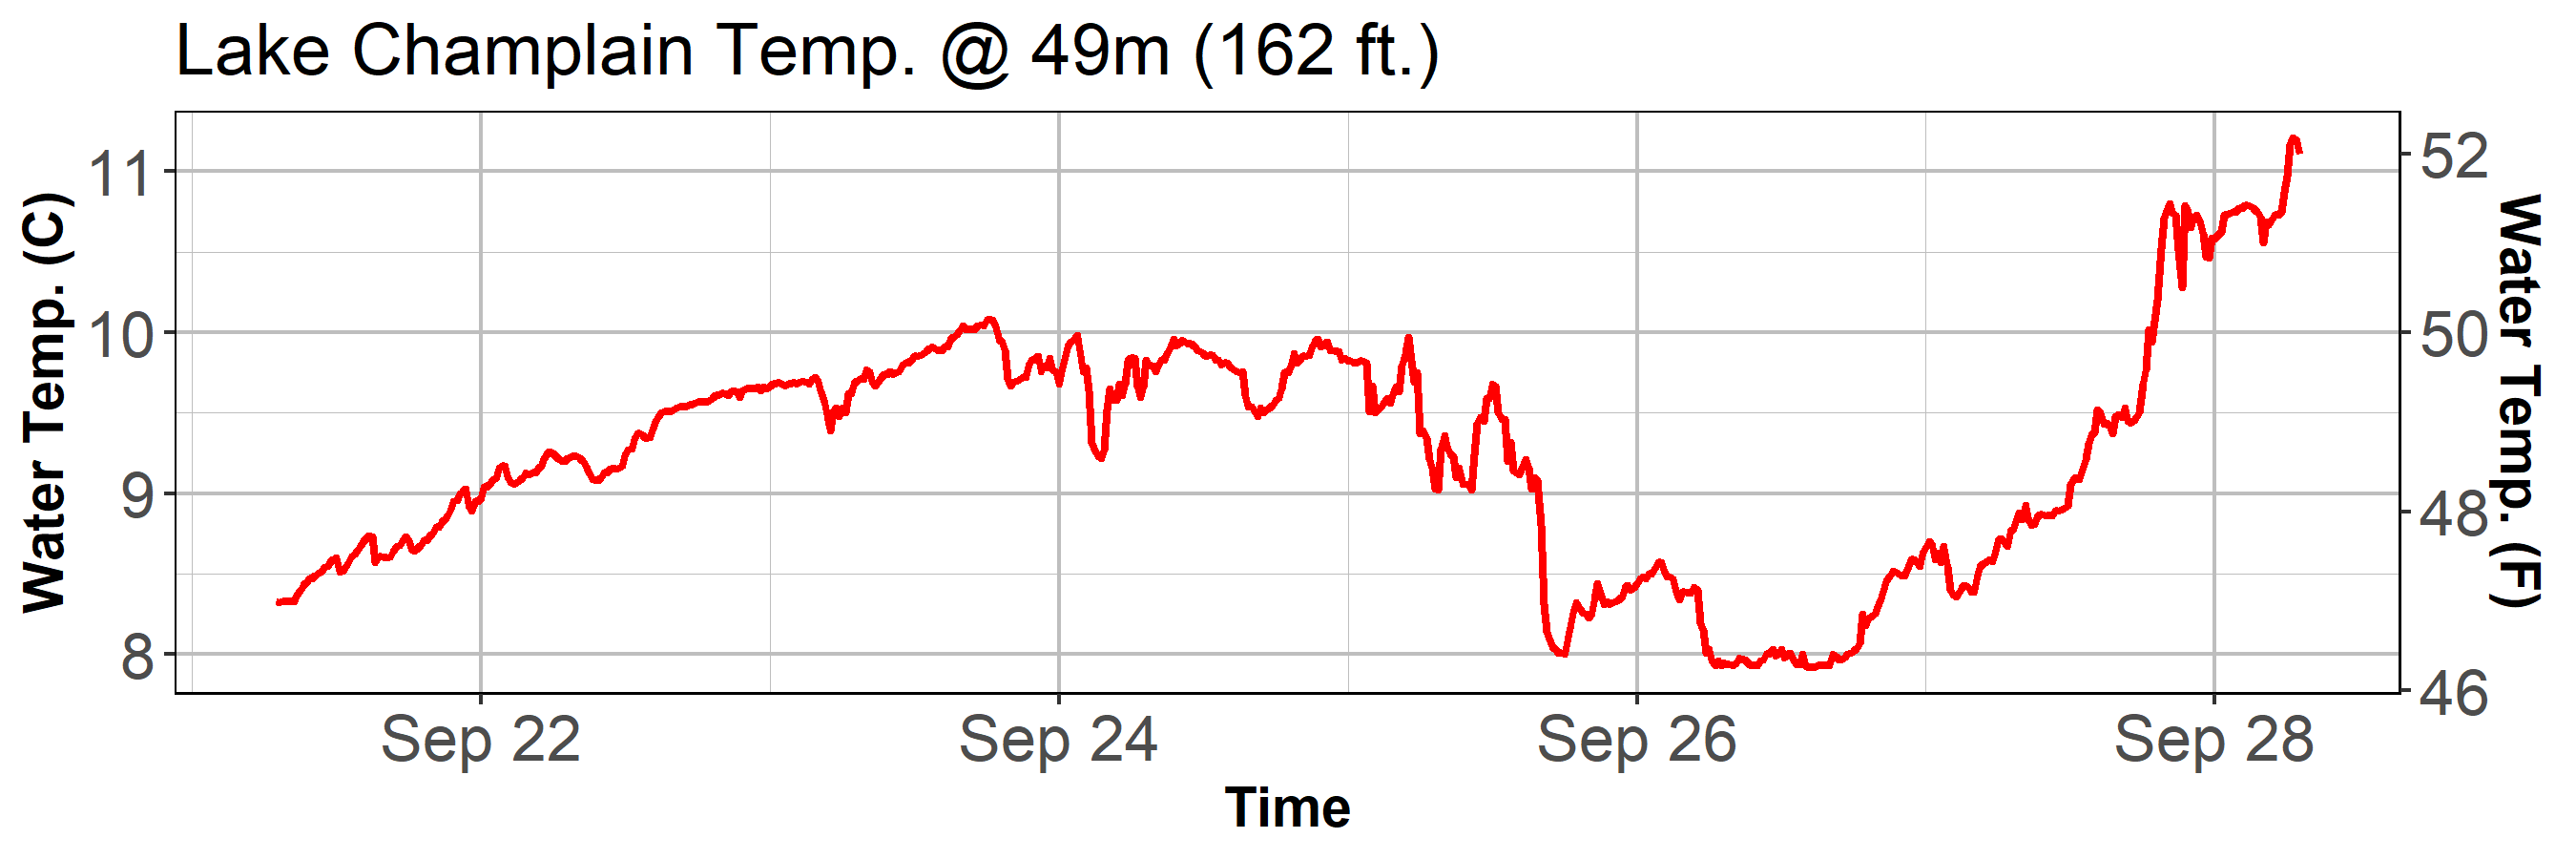 Lake Champlain Temp. @ 49m (162 ft.)
Water Temp. (C)
11
10
9
8
52
50
48
46
Water Temp. (F)
Sep 22
Sep 24
Sep 26
Sep 28
Time